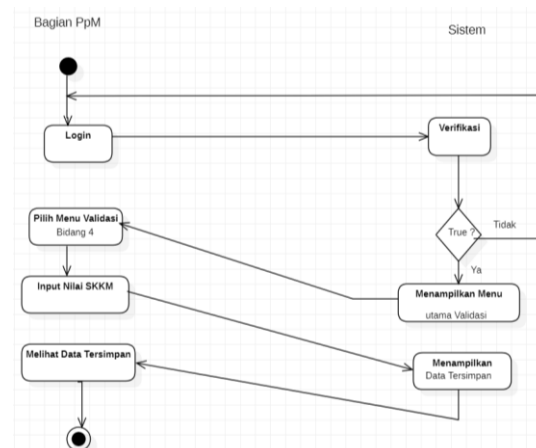 Bagian PpM
Sistem
Login
Verifikasi
True ?
Tidak
Ya
Pilih Menu Validasi
Bidang 4
Menampilkan Menu
utama Validasi
Input Nilai SKKM
Melihat Data Tersimpan
Menampilkan
Data Tersimpan